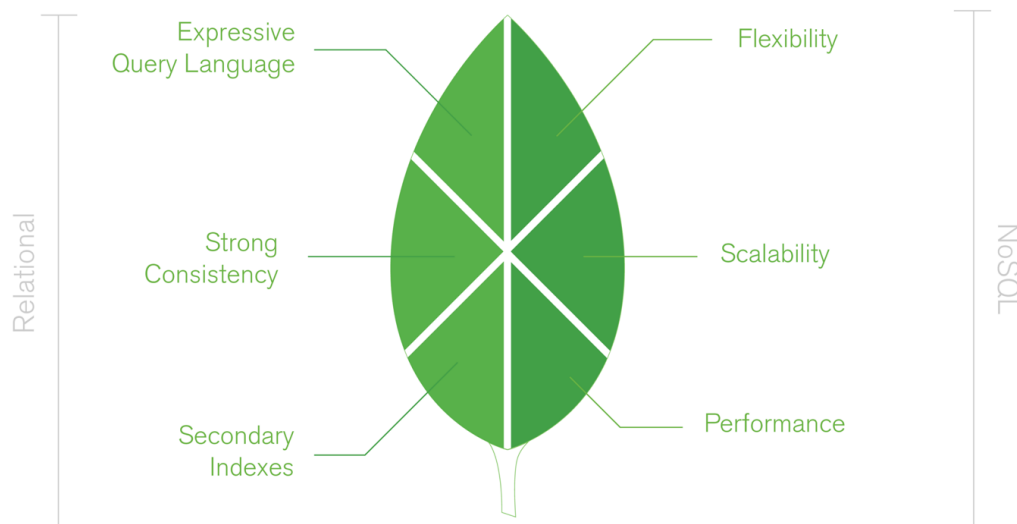 Relational
Expressive
Query Language
Strong
Consistency
Secondary
Indexes
Flexibility
Scalability
Performance
NoSQL